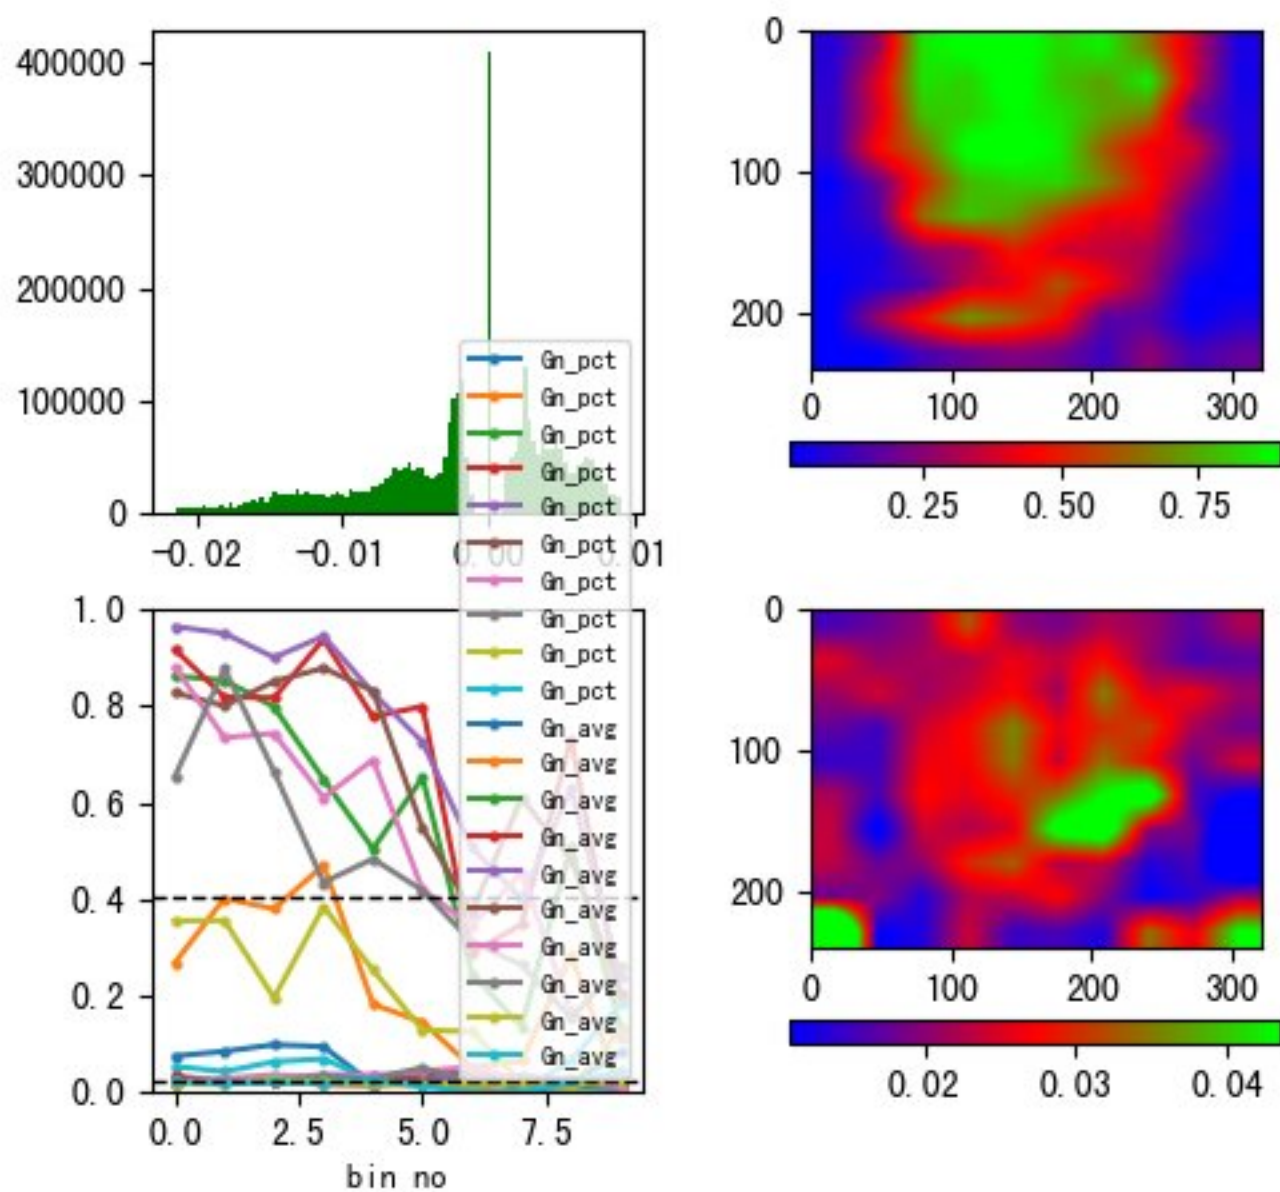 400000
300000
200000
100000
0
-0.02
-0.01
0.00
0.01
0
100
200
0
100
200
300
0.25
0.50
0.75
Gn_pct
Gn_pct
Gn_pct
Gn_pct
Gn_pct
Gn_pct
Gn_pct
Gn_pct
Gn_pct
Gn_pct
Gn_avg
Gn_avg
Gn_avg
Gn_avg
Gn_avg
Gn_avg
Gn_avg
Gn_avg
Gn_avg
Gn_avg
1.0
0.8
0.6
0.4
0.2
0.0
0.0
2.5
5.0
7.5
bin no
0
100
200
0
100
200
300
0.02
0.03
0.04